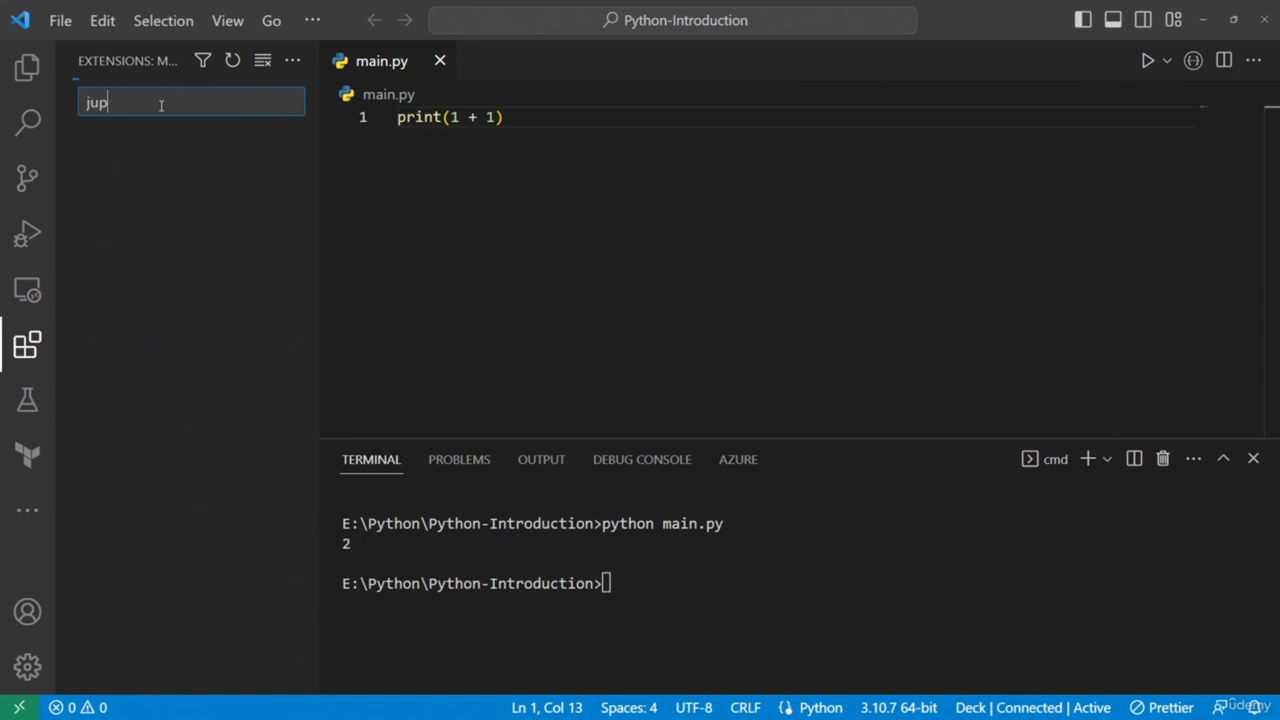 File Edit Selection View Go ··· Python-Introduction
EXTENSIONS: M...
jup
main.py
main.py
1 print(1 + 1)
TERMINAL PROBLEMS OUTPUT DEBUG CONSOLE AZURE
cmd
E:\Python\Python-Introduction>python main.py
2
E:\Python\Python-Introduction>
0 0 Ln 1, Col 13 Spaces: 4 UTF-8 CRLF Python 3.10.7 64-bit Deck | Connected | Active Prettier
Udemy